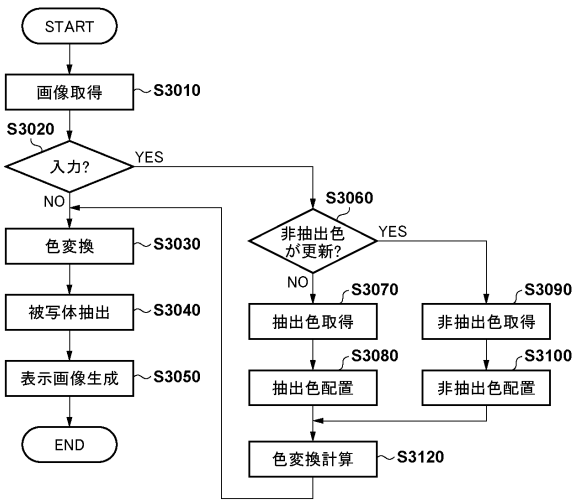 START
画像取得
S3010
S3020
入力?
YES
NO
S3060
非抽出色
が更新?
YES
NO
色変換
S3030
被写体抽出
S3040
表示画像生成
S3050
END
S3070
抽出色取得
S3080
抽出色配置
S3090
非抽出色取得
S3100
非抽出色配置
色変換計算
S3120